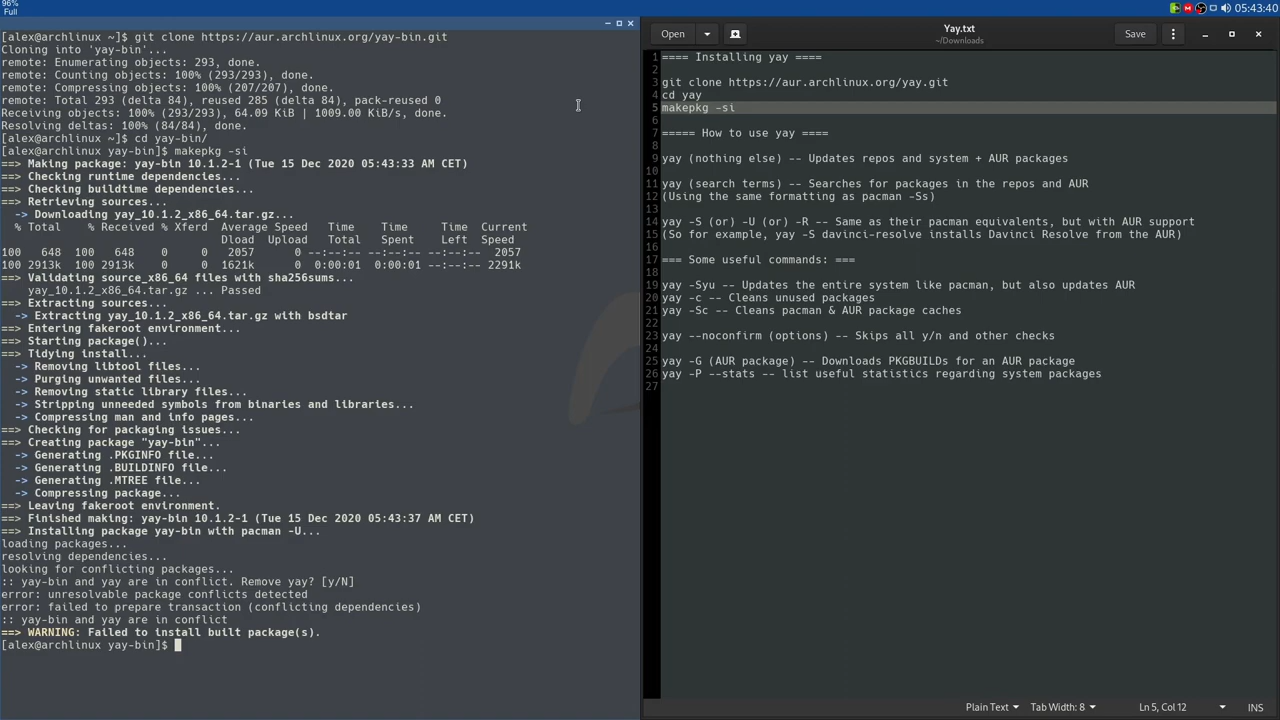 96%
Full
05:43:40
[alex@archlinux ~]$ git clone https://aur.archlinux.org/yay-bin.git
Cloning into 'yay-bin'...
remote: Enumerating objects: 293, done.
remote: Counting objects: 100% (293/293), done.
remote: Compressing objects: 100% (207/207), done.
remote: Total 293 (delta 84), reused 285 (delta 84), pack-reused 0
Receiving objects: 100% (293/293), 64.09 KiB | 1009.00 KiB/s, done.
Resolving deltas: 100% (84/84), done.
[alex@archlinux ~]$ cd yay-bin/
[alex@archlinux yay-bin]$ makepkg -si
==> Making package: yay-bin 10.1.2-1 (Tue 15 Dec 2020 05:43:33 AM CET)
==> Checking runtime dependencies...
==> Checking buildtime dependencies...
==> Retrieving sources...
  -> Downloading yay_10.1.2_x86_64.tar.gz...
  % Total    % Received % Xferd  Average Speed   Time    Time     Time  Current
                                 Dload  Upload   Total   Spent    Left  Speed
100   648  100   648    0     0   2057      0 --:--:-- --:--:-- --:--:--  2057
100 2913k  100 2913k    0     0  1621k      0  0:00:01  0:00:01 --:--:-- 2291k
==> Validating source_x86_64 files with sha256sums...
    yay_10.1.2_x86_64.tar.gz ... Passed
==> Extracting sources...
  -> Extracting yay_10.1.2_x86_64.tar.gz with bsdtar
==> Entering fakeroot environment...
==> Starting package()...
==> Tidying install...
  -> Removing libtool files...
  -> Purging unwanted files...
  -> Removing static library files...
  -> Stripping unneeded symbols from binaries and libraries...
  -> Compressing man and info pages...
==> Checking for packaging issues...
==> Creating package "yay-bin"...
  -> Generating .PKGINFO file...
  -> Generating .BUILDINFO file...
  -> Generating .MTREE file...
  -> Compressing package...
==> Leaving fakeroot environment.
==> Finished making: yay-bin 10.1.2-1 (Tue 15 Dec 2020 05:43:37 AM CET)
==> Installing package yay-bin with pacman -U...
loading packages...
resolving dependencies...
looking for conflicting packages...
:: yay-bin and yay are in conflict. Remove yay? [y/N]
error: unresolvable package conflicts detected
error: failed to prepare transaction (conflicting dependencies)
:: yay-bin and yay are in conflict
==> WARNING: Failed to install built package(s).
[alex@archlinux yay-bin]$
Open
Yay.txt
~/Downloads
Save
1 ==== Installing yay ====
2
3 git clone https://aur.archlinux.org/yay.git
4 cd yay
5 makepkg -si
6
7 ===== How to use yay ====
8
9 yay (nothing else) -- Updates repos and system + AUR packages
10
11 yay (search terms) -- Searches for packages in the repos and AUR
12 (Using the same formatting as pacman -Ss)
13
14 yay -S (or) -U (or) -R -- Same as their pacman equivalents, but with AUR support
15 (So for example, yay -S davinci-resolve installs Davinci Resolve from the AUR)
16
17 === Some useful commands: ===
18
19 yay -Syu -- Updates the entire system like pacman, but also updates AUR
20 yay -c -- Cleans unused packages
21 yay -Sc -- Cleans pacman & AUR package caches
22
23 yay --noconfirm (options) -- Skips all y/n and other checks
24
25 yay -G (AUR package) -- Downloads PKGBUILDs for an AUR package
26 yay -P --stats -- list useful statistics regarding system packages
27
Plain Text
Tab Width: 8
Ln 5, Col 12
INS